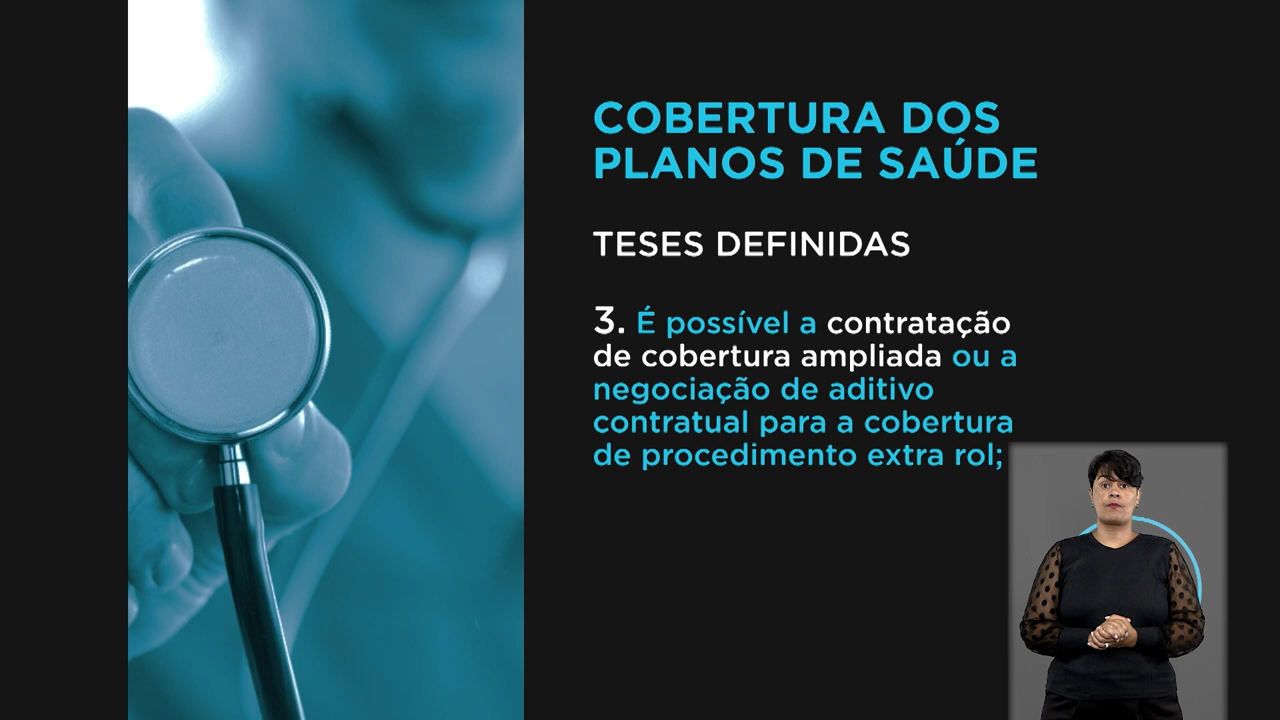 COBERTURA DOS
PLANOS DE SAÚDE
TESES DEFINIDAS
3. É possível a contratação
de cobertura ampliada ou a
negociação de aditivo
contratual para a cobertura
de procedimento extra rol;